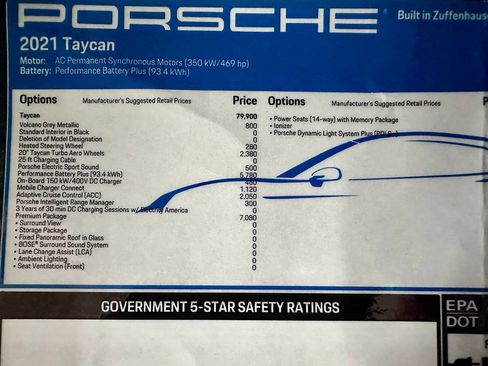 PORSCHE
Built in Zuffenhause
2021 Taycan
Motor: AC Permanent Synchronous Motors (350 kW/469 hp)
Battery: Performance Battery Plus (93.4 kWh)
Options Manufacturer's Suggested Retail Prices Price
Taycan 79,900
Volcano Grey Metallic 800
Standard Interior in Black 0
Deletion of Model Designation 0
Heated Steering Wheel 280
20" Taycan Turbo Aero Wheels 2,380
25 ft Charging Cable 0
Porsche Electric Sport Sound 500
Performance Battery Plus (93.4 kWh) 5,780
On-Board 150 kW/400V DC Charger 460
Mobile Charger Connect 1,120
Adaptive Cruise Control (ACC) 2,050
Porsche Intelligent Range Manager 300
3 Years of 30 min DC Charging Sessions w/ Electrify America 0
Premium Package 7,080
• Surround View 0
• Storage Package 0
• Fixed Panoramic Roof in Glass 0
• BOSE® Surround Sound System 0
• Lane Change Assist (LCA) 0
• Ambient Lighting 0
• Seat Ventilation (Front) 0
Options Manufacturer's Suggested Retail Prices
• Power Seats (14-way) with Memory Package
• Ionizer
• Porsche Dynamic Light System Plus
GOVERNMENT 5-STAR SAFETY RATINGS
EPA
DOT